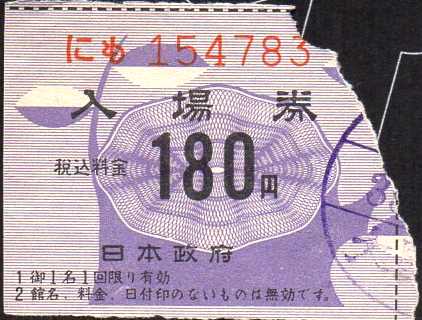 にも 154783
入場券
税込料金 180円
日本政府
1 御1名1回限り有効
2 館名、料金、日付印のないものは無効です。